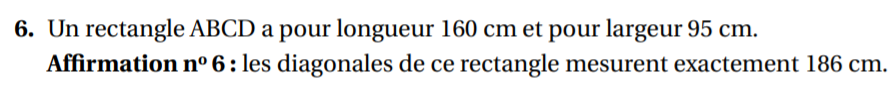 6. Un rectangle ABCD a pour longueur 160 cm et pour largeur 95 cm.
Affirmation nº 6 : les diagonales de ce rectangle mesurent exactement 186 cm.